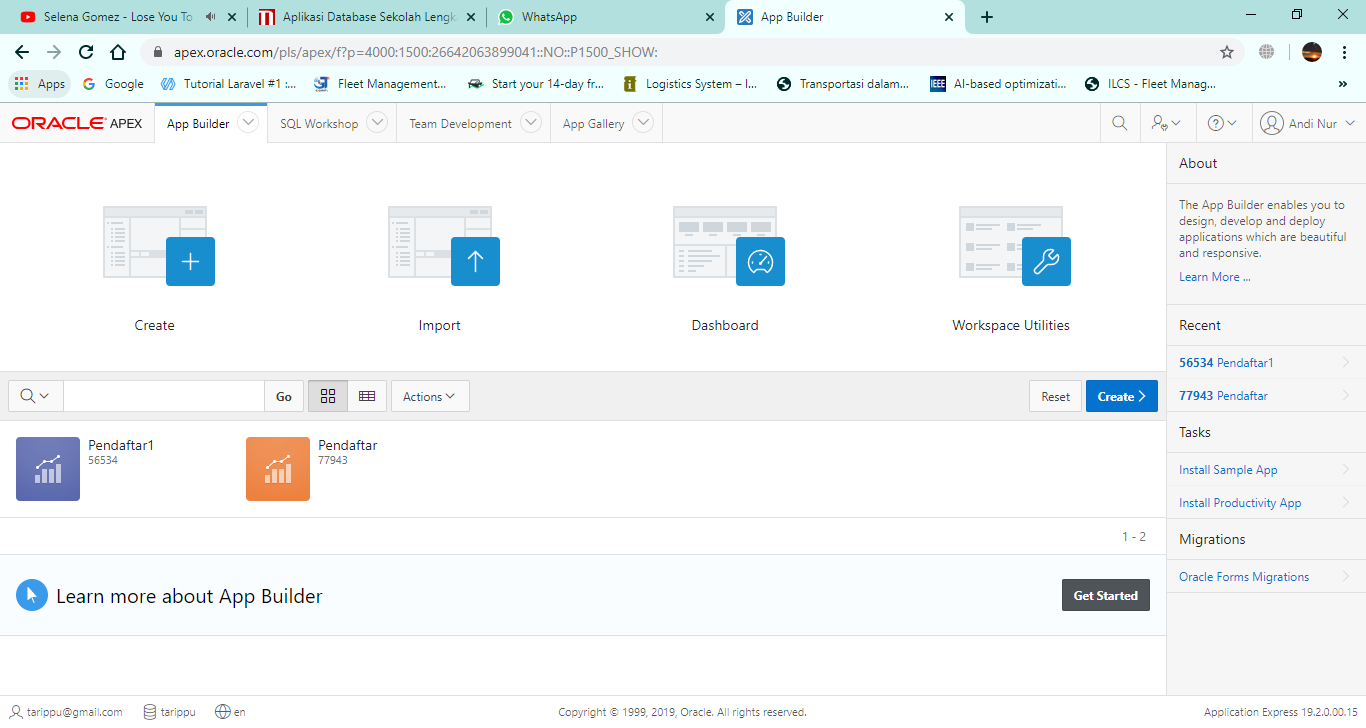 Selena Gomez - Lose You To
Aplikasi Database Sekolah Lengk
WhatsApp
App Builder
apex.oracle.com/pls/apex/f?p=4000:1500:26642063899041::NO::P1500_SHOW:
Apps
Google
Tutorial Laravel #1 :...
Fleet Management...
Start your 14-day fr...
Logistics System – I...
Transportasi dalam...
IEEE
AI-based optimizati...
ILCS - Fleet Manag...
»
ORACLE APEX
App Builder
SQL Workshop
Team Development
App Gallery
Andi Nur
Create
Import
Dashboard
Workspace Utilities
Go
Actions
Reset
Create
Pendaftar1
56534
Pendaftar
77943
1 - 2
Learn more about App Builder
Get Started
About
The App Builder enables you to
design, develop and deploy
applications which are beautiful
and responsive.
Learn More ...
Recent
56534 Pendaftar1
77943 Pendaftar
Tasks
Install Sample App
Install Productivity App
Migrations
Oracle Forms Migrations
tarippu@gmail.com
tarippu
en
Copyright © 1999, 2019, Oracle. All rights reserved.
Application Express 19.2.0.00.15